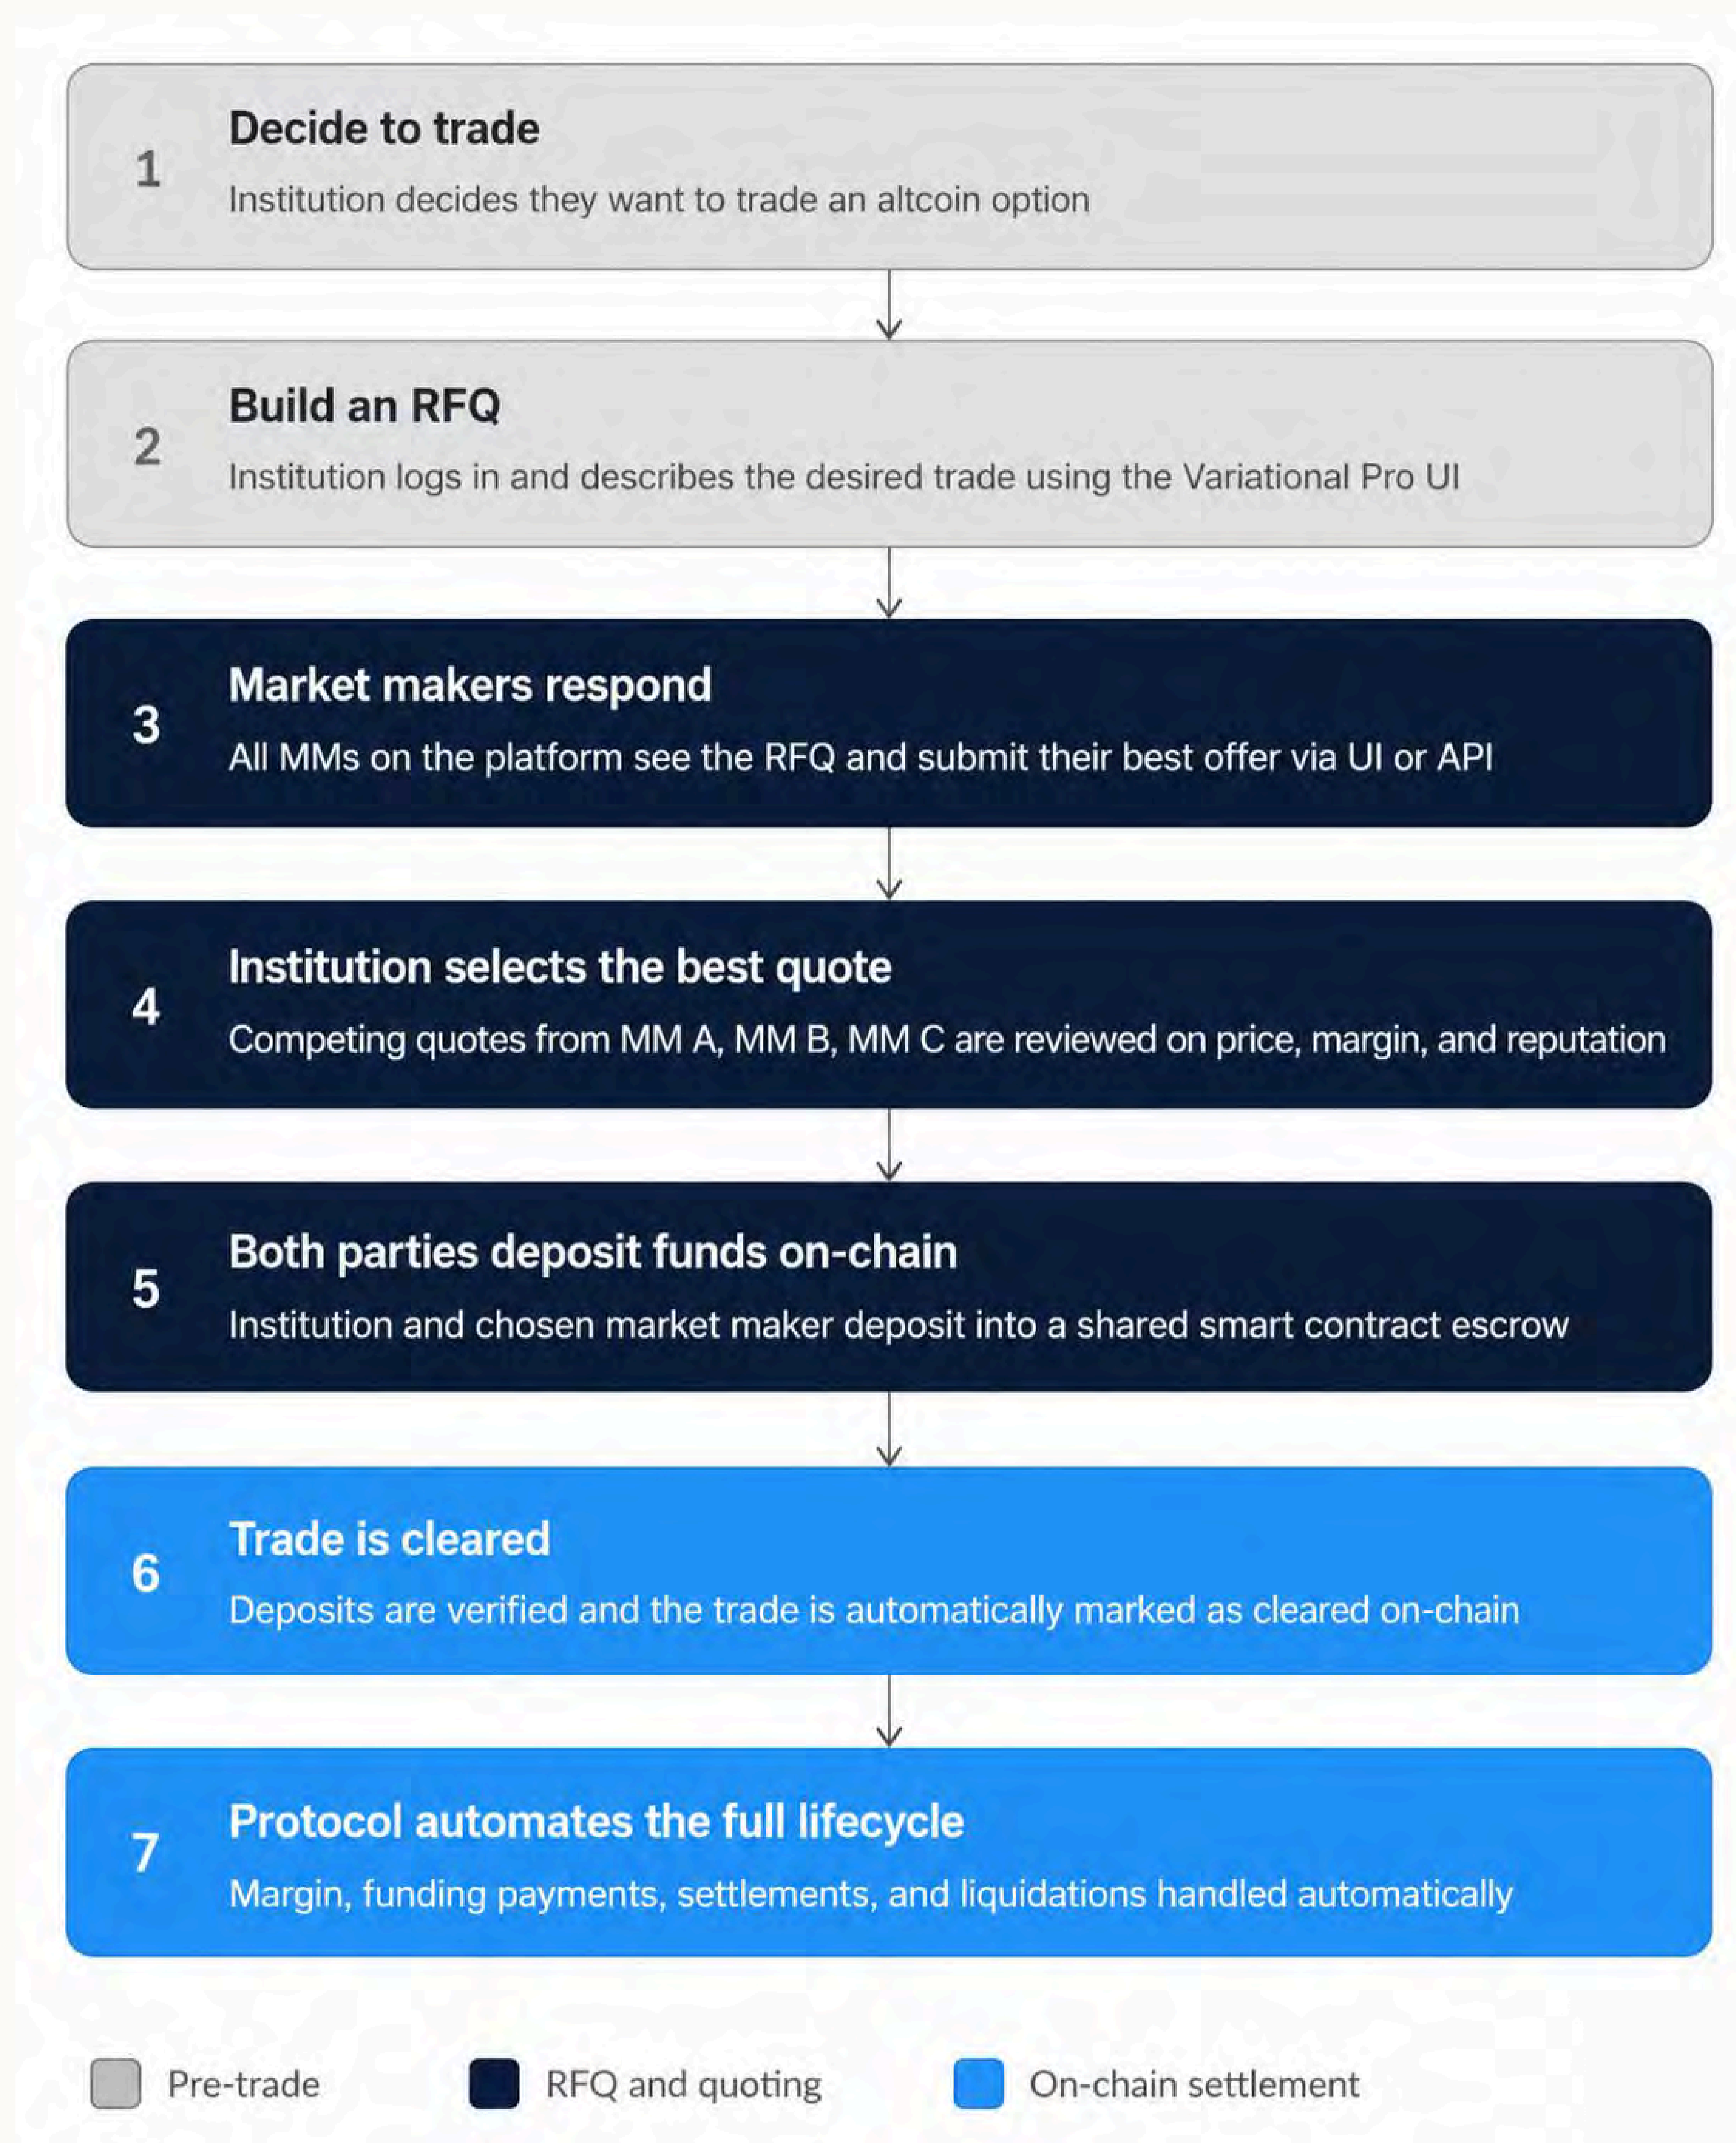 1
Decide to trade
Institution decides they want to trade an altcoin option
2
Build an RFQ
Institution logs in and describes the desired trade using the Variational Pro UI
3
Market makers respond
All MMs on the platform see the RFQ and submit their best offer via UI or API
4
Institution selects the best quote
Competing quotes from MM A, MM B, MM C are reviewed on price, margin, and reputation
5
Both parties deposit funds on-chain
Institution and chosen market maker deposit into a shared smart contract escrow
6
Trade is cleared
Deposits are verified and the trade is automatically marked as cleared on-chain
7
Protocol automates the full lifecycle
Margin, funding payments, settlements, and liquidations handled automatically
Pre-trade RFQ and quoting On-chain settlement